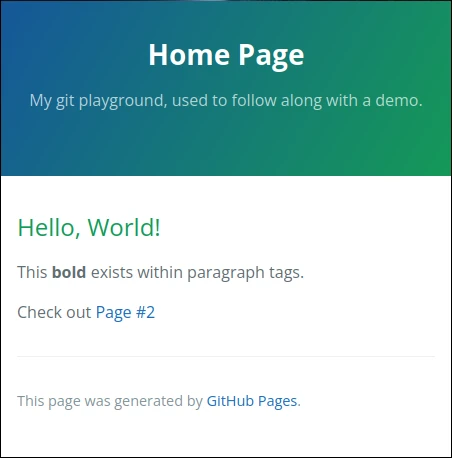 Home Page
My git playground, used to follow along with a demo.
Hello, World!
This bold exists within paragraph tags.
Check out Page #2
This page was generated by GitHub Pages.